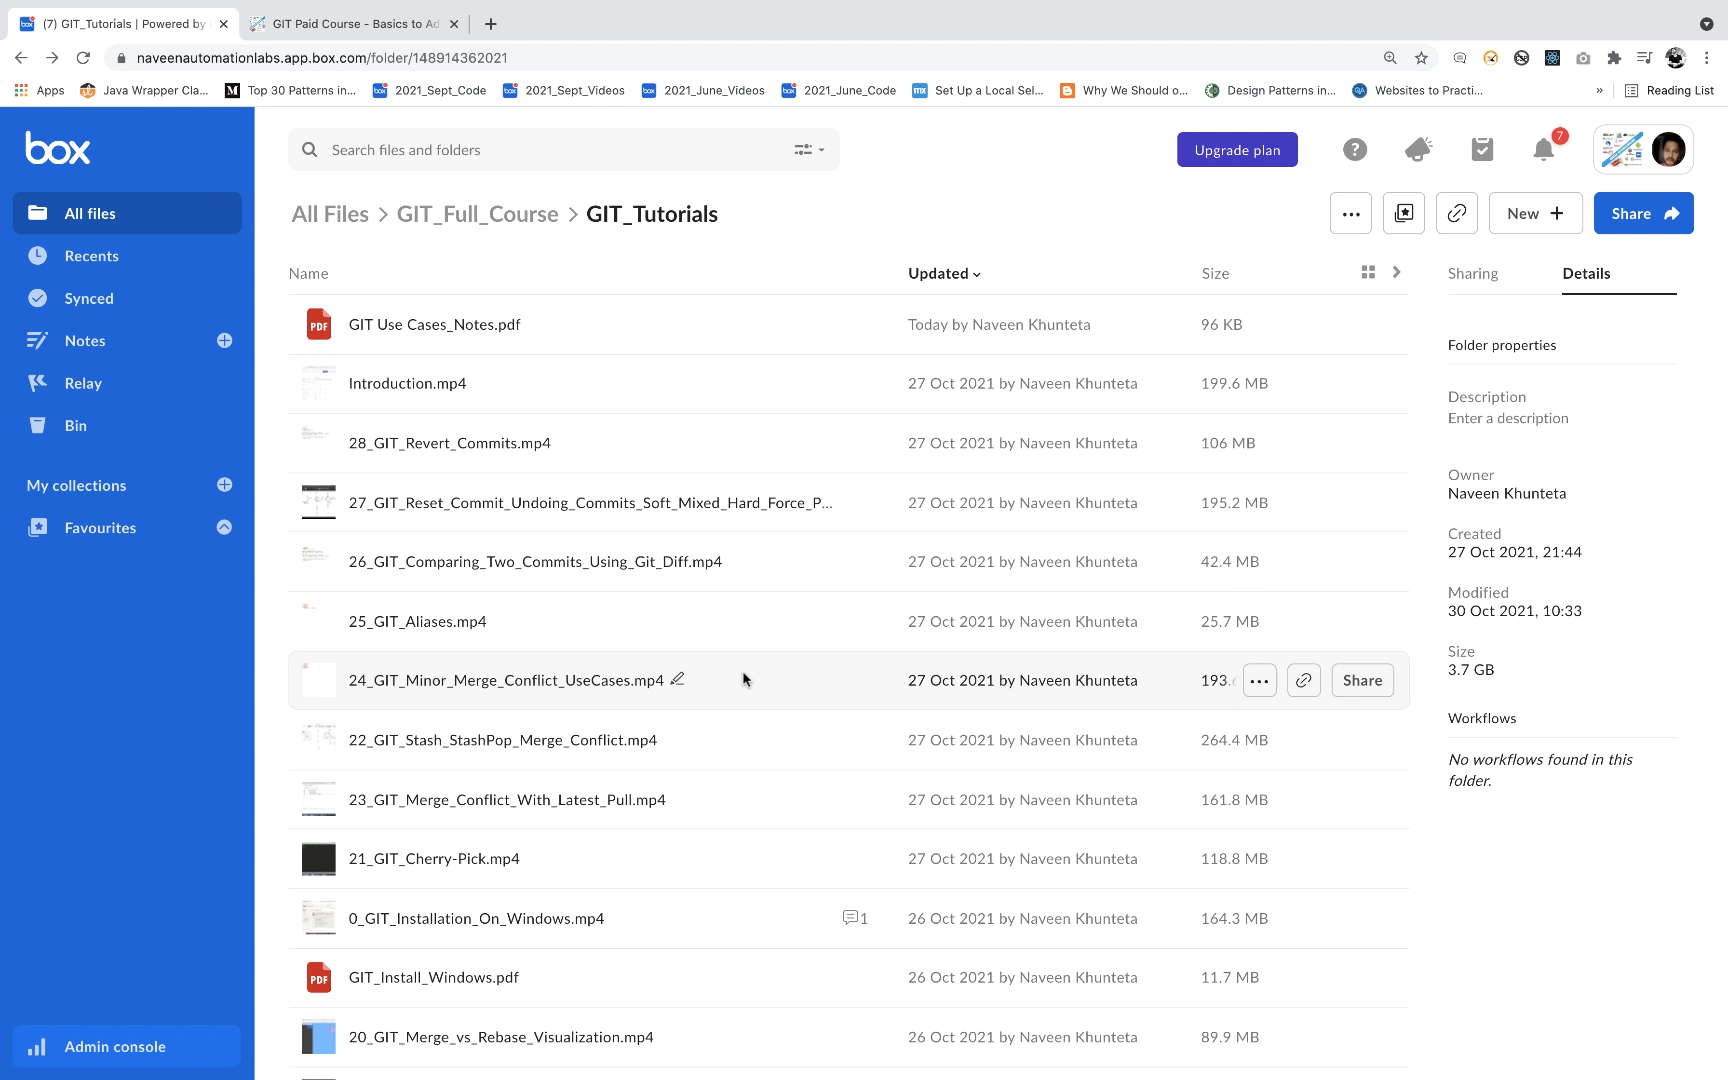 (7) GIT_Tutorials | Powered by
GIT Paid Course - Basics to Ad
naveenautomationlabs.app.box.com/folder/148914362021
Apps
Java Wrapper Cla...
Top 30 Patterns in...
2021_Sept_Code
2021_Sept_Videos
2021_June_Videos
2021_June_Code
Set Up a Local Sel...
Why We Should o...
Design Patterns in...
Websites to Practi...
»
Reading List
box
Search files and folders
Upgrade plan
7
All files
Recents
Synced
Notes
Relay
Bin
My collections
Favourites
Admin console
All Files > GIT_Full_Course > GIT_Tutorials
New +
Share
Name Updated Size
GIT Use Cases_Notes.pdf Today by Naveen Khunteta 96 KB
Introduction.mp4 27 Oct 2021 by Naveen Khunteta 199.6 MB
28_GIT_Revert_Commits.mp4 27 Oct 2021 by Naveen Khunteta 106 MB
27_GIT_Reset_Commit_Undoing_Commits_Soft_Mixed_Hard_Force_P... 27 Oct 2021 by Naveen Khunteta 195.2 MB
26_GIT_Comparing_Two_Commits_Using_Git_Diff.mp4 27 Oct 2021 by Naveen Khunteta 42.4 MB
25_GIT_Aliases.mp4 27 Oct 2021 by Naveen Khunteta 25.7 MB
24_GIT_Minor_Merge_Conflict_UseCases.mp4 27 Oct 2021 by Naveen Khunteta 193. Share
22_GIT_Stash_StashPop_Merge_Conflict.mp4 27 Oct 2021 by Naveen Khunteta 264.4 MB
23_GIT_Merge_Conflict_With_Latest_Pull.mp4 27 Oct 2021 by Naveen Khunteta 161.8 MB
21_GIT_Cherry-Pick.mp4 27 Oct 2021 by Naveen Khunteta 118.8 MB
0_GIT_Installation_On_Windows.mp4 1 26 Oct 2021 by Naveen Khunteta 164.3 MB
GIT_Install_Windows.pdf 26 Oct 2021 by Naveen Khunteta 11.7 MB
20_GIT_Merge_vs_Rebase_Visualization.mp4 26 Oct 2021 by Naveen Khunteta 89.9 MB
PDF
PDF
Sharing Details
Folder properties
Description
Enter a description
Owner
Naveen Khunteta
Created
27 Oct 2021, 21:44
Modified
30 Oct 2021, 10:33
Size
3.7 GB
Workflows
No workflows found in this
folder.